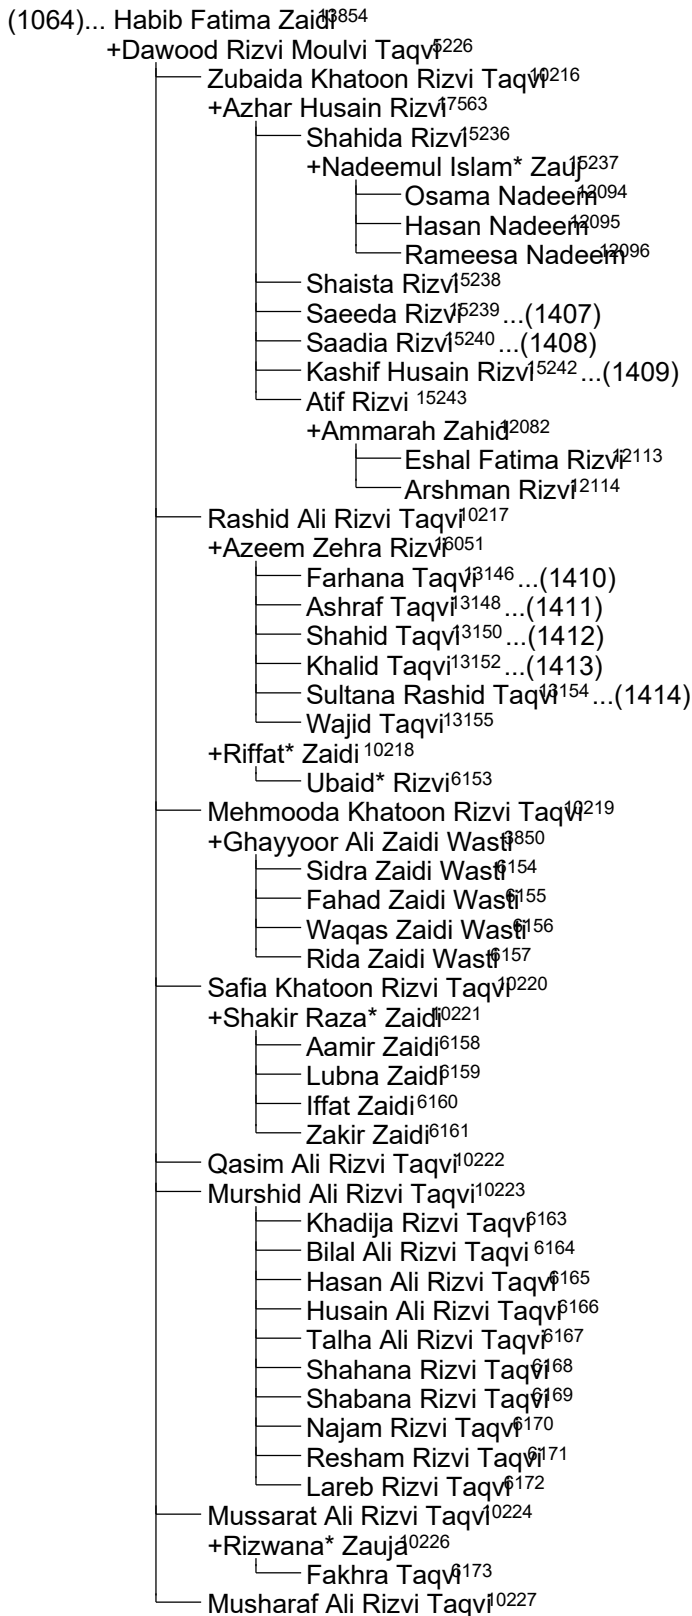 (1064)... Habib Fatima Zaidi13854
+Dawood Rizvi Moulvi Taqvi5226
Zubaida Khatoon Rizvi Taqvi10216
+Azhar Husain Rizvi17563
Shahida Rizvi15236
+Nadeemul Islam* Zauj15237
Osama Nadeem12094
Hasan Nadeem12095
Rameesa Nadeem12096
Shaista Rizvi15238
Saeeda Rizvi15239 ...(1407)
Saadia Rizvi15240 ...(1408)
Kashif Husain Rizvi15242 ...(1409)
Atif Rizvi 15243
+Ammarah Zahid12082
Eshal Fatima Rizvi12113
Arshman Rizvi12114
Rashid Ali Rizvi Taqvi10217
+Azeem Zehra Rizvi16051
Farhana Taqvi13146 ...(1410)
Ashraf Taqvi13148 ...(1411)
Shahid Taqvi13150 ...(1412)
Khalid Taqvi13152 ...(1413)
Sultana Rashid Taqvi13154 ...(1414)
Wajid Taqvi13155
+Riffat* Zaidi 10218
Ubaid* Rizvi6153
Mehmooda Khatoon Rizvi Taqvi10219
+Ghayyoor Ali Zaidi Wasti3850
Sidra Zaidi Wasti6154
Fahad Zaidi Wasti6155
Waqas Zaidi Wasti6156
Rida Zaidi Wasti6157
Safia Khatoon Rizvi Taqvi10220
+Shakir Raza* Zaidi10221
Aamir Zaidi6158
Lubna Zaidi6159
Iffat Zaidi6160
Zakir Zaidi6161
Qasim Ali Rizvi Taqvi10222
Murshid Ali Rizvi Taqvi10223
Khadija Rizvi Taqvi6163
Bilal Ali Rizvi Taqvi 6164
Hasan Ali Rizvi Taqvi6165
Husain Ali Rizvi Taqvi6166
Talha Ali Rizvi Taqvi6167
Shahana Rizvi Taqvi6168
Shabana Rizvi Taqvi6169
Najam Rizvi Taqvi6170
Resham Rizvi Taqvi6171
Lareb Rizvi Taqvi6172
Mussarat Ali Rizvi Taqvi10224
+Rizwana* Zauja10226
Fakhra Taqvi6173
Musharaf Ali Rizvi Taqvi10227